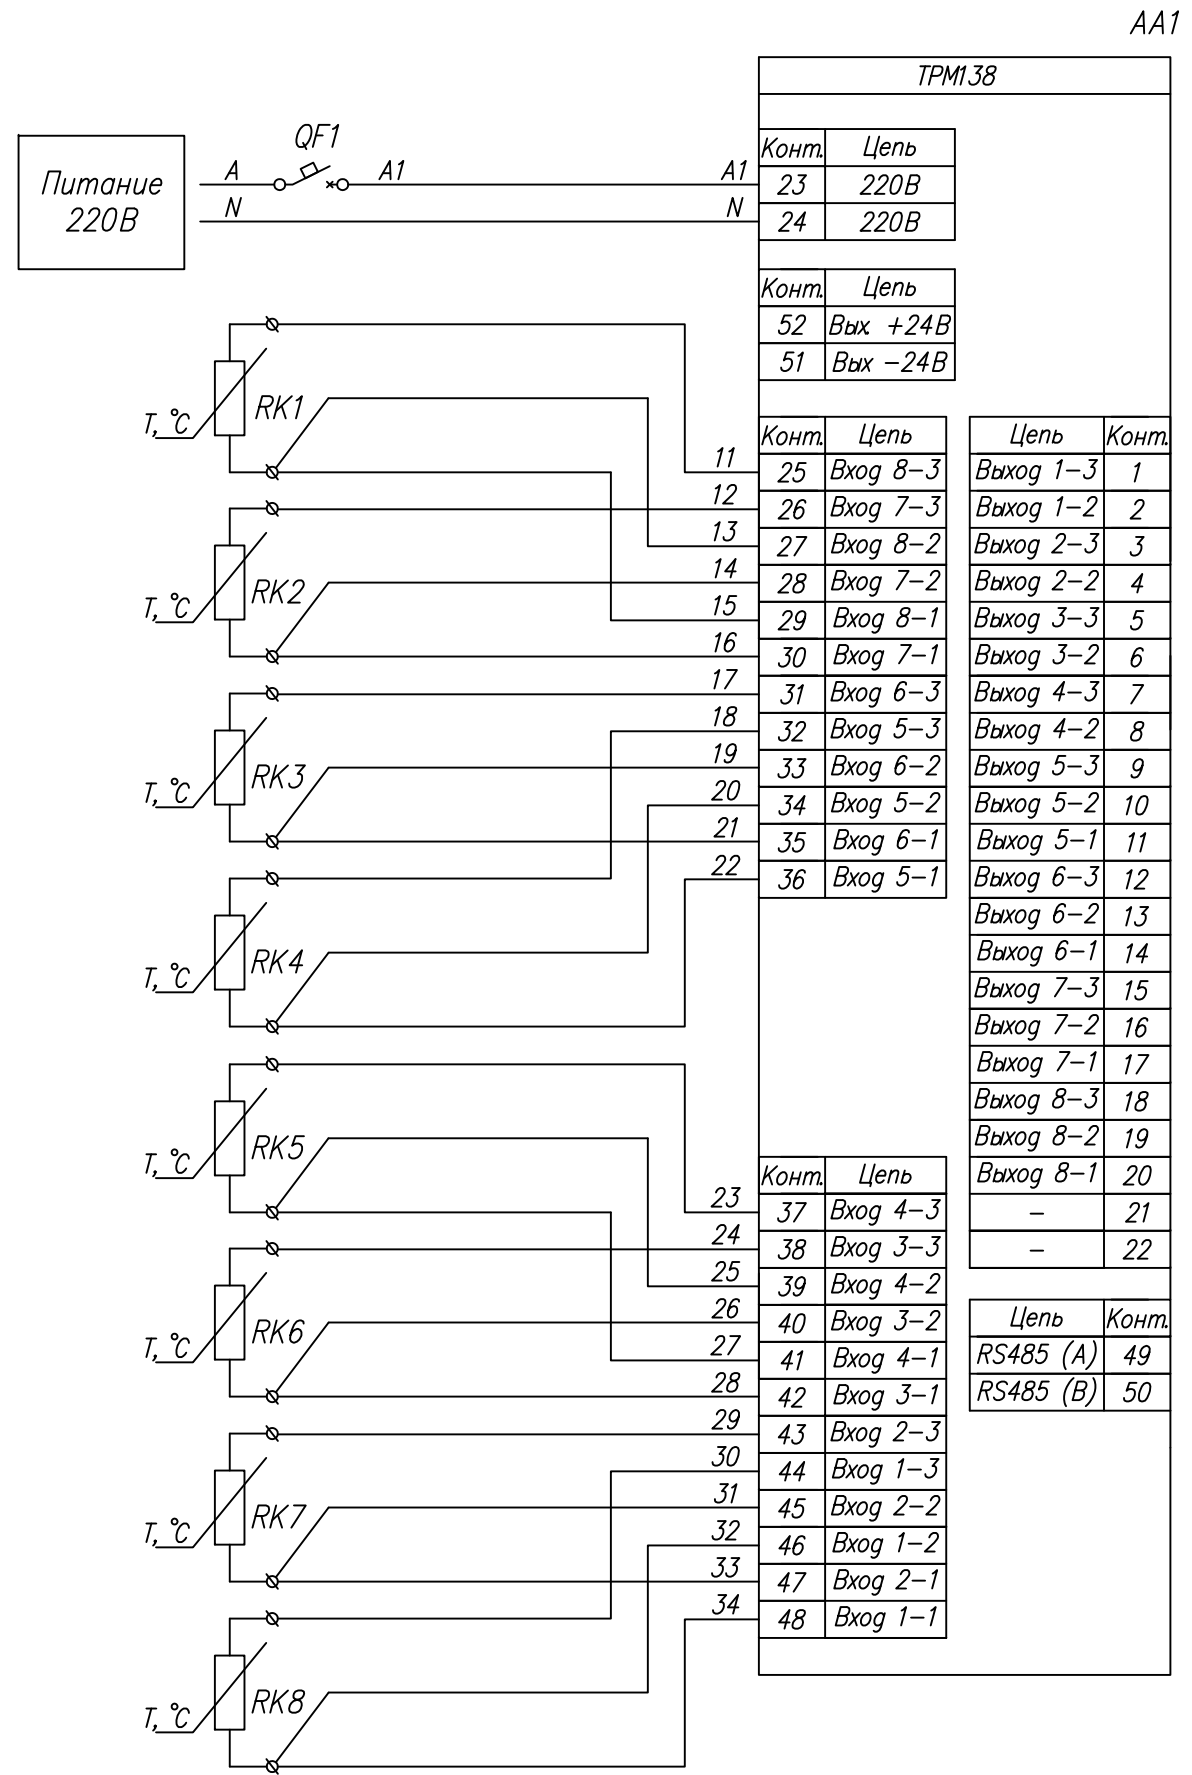 АА1
ТРМ138
Питание
220В
QF1
A
A1
A1
N
N
Конт. Цепь
23 220В
24 220В
Конт. Цепь
52 Вых. +24В
51 Вых -24В
RK1
T, °C
RK2
T, °C
RK3
T, °C
RK4
T, °C
RK5
T, °C
RK6
T, °C
RK7
T, °C
RK8
T, °C
Конт. Цепь
11 25 Вход 8-3
12 26 Вход 7-3
13 27 Вход 8-2
14 28 Вход 7-2
15 29 Вход 8-1
16 30 Вход 7-1
17 31 Вход 6-3
18 32 Вход 5-3
19 33 Вход 6-2
20 34 Вход 5-2
21 35 Вход 6-1
22 36 Вход 5-1
Конт. Цепь
23 37 Вход 4-3
24 38 Вход 3-3
25 39 Вход 4-2
26 40 Вход 3-2
27 41 Вход 4-1
28 42 Вход 3-1
29 43 Вход 2-3
30 44 Вход 1-3
31 45 Вход 2-2
32 46 Вход 1-2
33 47 Вход 2-1
34 48 Вход 1-1
Цепь Конт.
Выход 1-3 1
Выход 1-2 2
Выход 2-3 3
Выход 2-2 4
Выход 3-3 5
Выход 3-2 6
Выход 4-3 7
Выход 4-2 8
Выход 5-3 9
Выход 5-2 10
Выход 5-1 11
Выход 6-3 12
Выход 6-2 13
Выход 6-1 14
Выход 7-3 15
Выход 7-2 16
Выход 7-1 17
Выход 8-3 18
Выход 8-2 19
Выход 8-1 20
- 21
- 22
Цепь Конт.
RS485 (A) 49
RS485 (B) 50